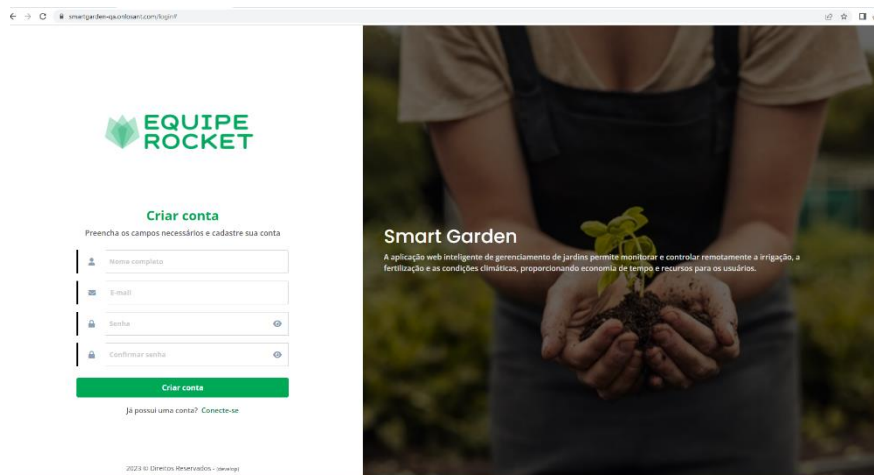 smartgarden-qa.onlosant.com/login#
EQUIPE
ROCKET
Criar conta
Preencha os campos necessários e cadastre sua conta
Nome completo
E-mail
Senha
Confirmar senha
Criar conta
Já possui uma conta? Conecte-se
2023 © Direitos Reservados - (develop)
Smart Garden
A aplicação web inteligente de gerenciamento de jardins permite monitorar e controlar remotamente a irrigação, a
fertilização e as condições climáticas, proporcionando economia de tempo e recursos para os usuários.